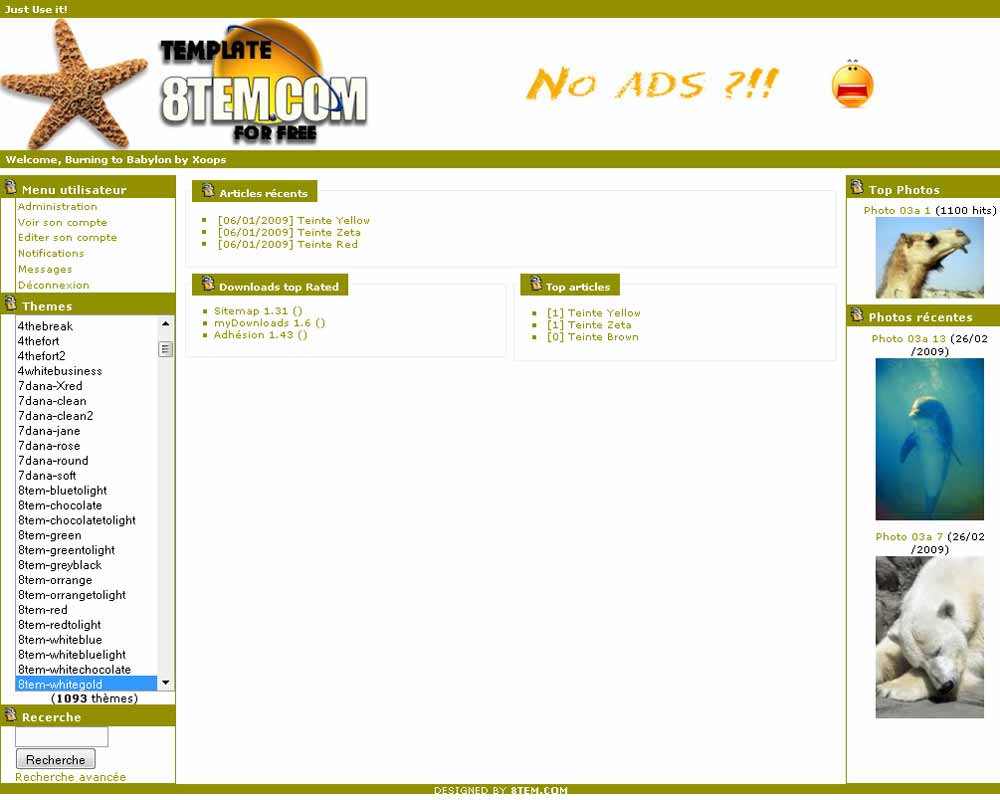 Just Use it!
TEMPLATE
8TEM.COM
FOR FREE
No ADS ?!!
Welcome, Burning to Babylon by Xoops
Menu utilisateur
Administration
Voir son compte
Editer son compte
Notifications
Messages
Déconnexion
Themes
4thebreak
4thefort
4thefort2
4whitebusiness
7dana-Xred
7dana-clean
7dana-clean2
7dana-jane
7dana-rose
7dana-round
7dana-soft
8tem-bluetolight
8tem-chocolate
8tem-chocolatetolight
8tem-green
8tem-greentolight
8tem-greyblack
8tem-orrange
8tem-orrangetolight
8tem-red
8tem-redtolight
8tem-whiteblue
8tem-whitebluelight
8tem-whitechocolate
8tem-whitegold
(1093 thèmes)
Recerche
Recherche
Recherche avancée
Articles récents
[06/01/2009] Teinte Yellow
[06/01/2009] Teinte Zeta
[06/01/2009] Teinte Red
Downloads top Rated
Sitemap 1.31 ()
myDownloads 1.6 ()
Adhésion 1.43 ()
Top articles
[1] Teinte Yellow
[1] Teinte Zeta
[0] Teinte Brown
Top Photos
Photo 03a 1 (1100 hits)
Photos récentes
Photo 03a 13 (26/02
/2009)
Photo 03a 7 (26/02
/2009)
DESIGNED BY 8TEM.COM